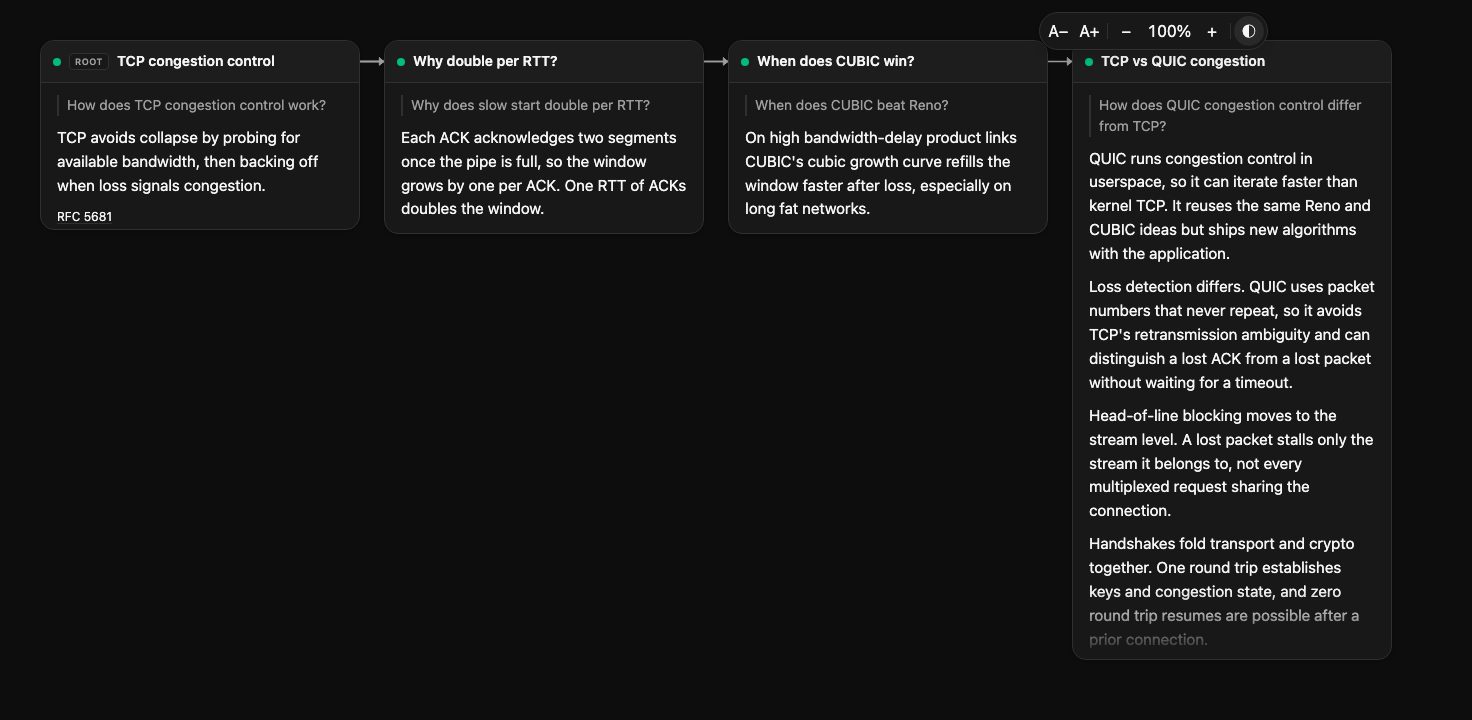 A− A+ − 100% +
ROOT TCP congestion control
How does TCP congestion control work?
TCP avoids collapse by probing for
available bandwidth, then backing off
when loss signals congestion.
RFC 5681
Why double per RTT?
Why does slow start double per RTT?
Each ACK acknowledges two segments
once the pipe is full, so the window
grows by one per ACK. One RTT of ACKs
doubles the window.
When does CUBIC win?
When does CUBIC beat Reno?
On high bandwidth-delay product links
CUBIC's cubic growth curve refills the
window faster after loss, especially on
long fat networks.
TCP vs QUIC congestion
How does QUIC congestion control differ
from TCP?
QUIC runs congestion control in
userspace, so it can iterate faster than
kernel TCP. It reuses the same Reno and
CUBIC ideas but ships new algorithms
with the application.
Loss detection differs. QUIC uses packet
numbers that never repeat, so it avoids
TCP's retransmission ambiguity and can
distinguish a lost ACK from a lost packet
without waiting for a timeout.
Head-of-line blocking moves to the
stream level. A lost packet stalls only the
stream it belongs to, not every
multiplexed request sharing the
connection.
Handshakes fold transport and crypto
together. One round trip establishes
keys and congestion state, and zero
round trip resumes are possible after a
prior connection.